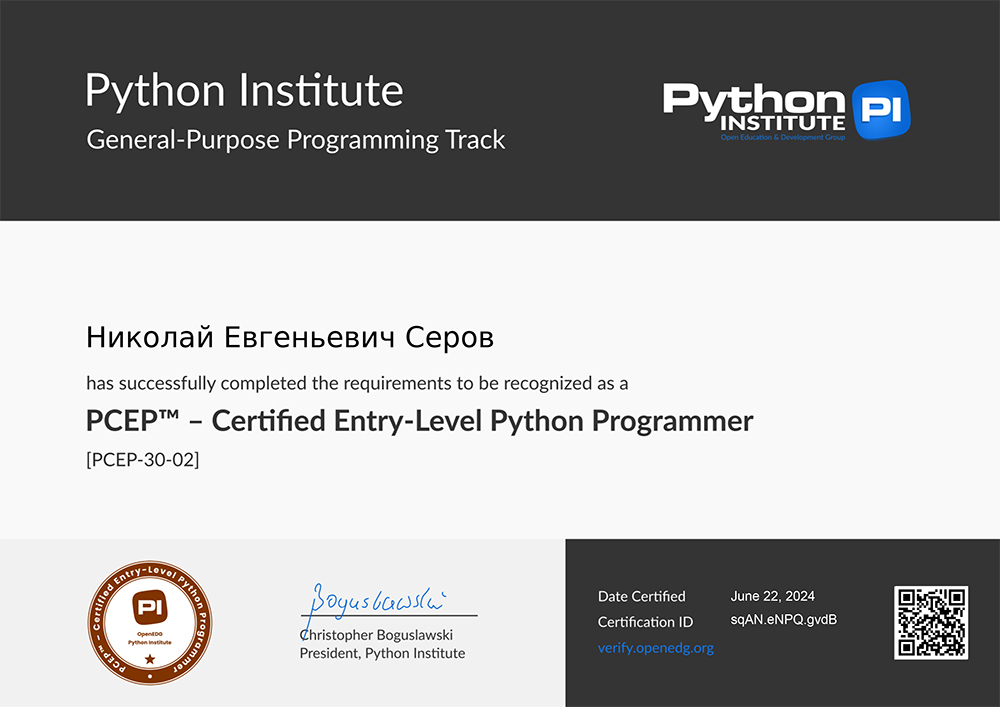 Python Institute
General-Purpose Programming Track
Python
INSTITUTE
Open Education & Development Group
PI
Николай Евгеньевич Серов
has successfully completed the requirements to be recognized as a
PCEP™ – Certified Entry-Level Python Programmer
[PCEP-30-02]
PCEP™ – Certified Entry-Level Python Programmer
PI
OpenEDG
Python Institute
Boguslawski
Christopher Boguslawski
President, Python Institute
Date Certified June 22, 2024
Certification ID sqAN.eNPQ.gvdB
verify.openedg.org